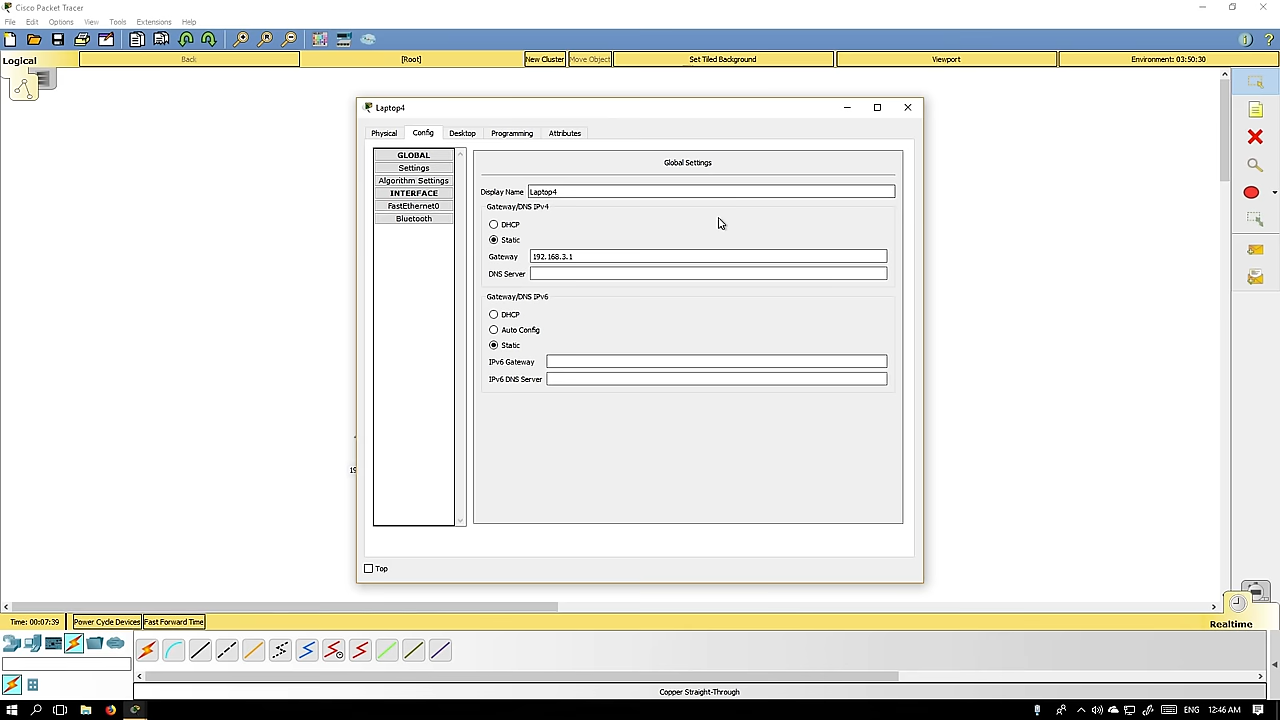 Cisco Packet Tracer
File Edit Options View Tools Extensions Help
Logical Back [Root] New Cluster Move Object Set Tiled Background Viewport Environment: 03:50:30
Laptop4
Physical Config Desktop Programming Attributes
GLOBAL
Settings
Algorithm Settings
INTERFACE
FastEthernet0
Bluetooth
Global Settings
Display Name Laptop4
Gateway/DNS IPv4
DHCP
Static
Gateway 192.168.3.1
DNS Server
Gateway/DNS IPv6
DHCP
Auto Config
Static
IPv6 Gateway
IPv6 DNS Server
19
Top
Time: 00:07:39 Power Cycle Devices Fast Forward Time Realtime
Copper Straight-Through
ENG 12:46 AM